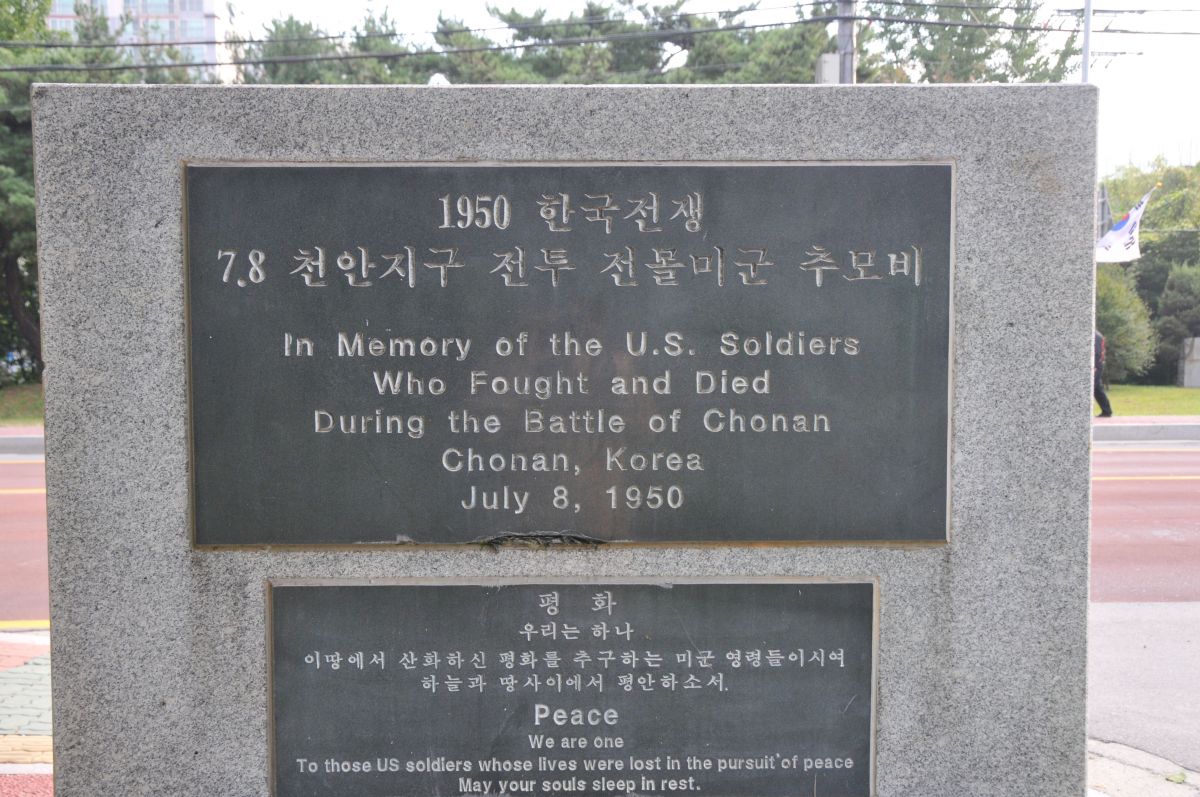 1950 한국전쟁
7.8 천안지구 전투 전몰미군 추모비
In Memory of the U.S. Soldiers
Who Fought and Died
During the Battle of Chonan
Chonan, Korea
July 8, 1950
평 화
우리는 하나
이땅에서 산화하신 평화를 추구하는 미군 영령들이시여
하늘과 땅사이에서 평안하소서.
Peace
We are one
To those US soldiers whose lives were lost in the pursuit of peace
May your souls sleep in rest.